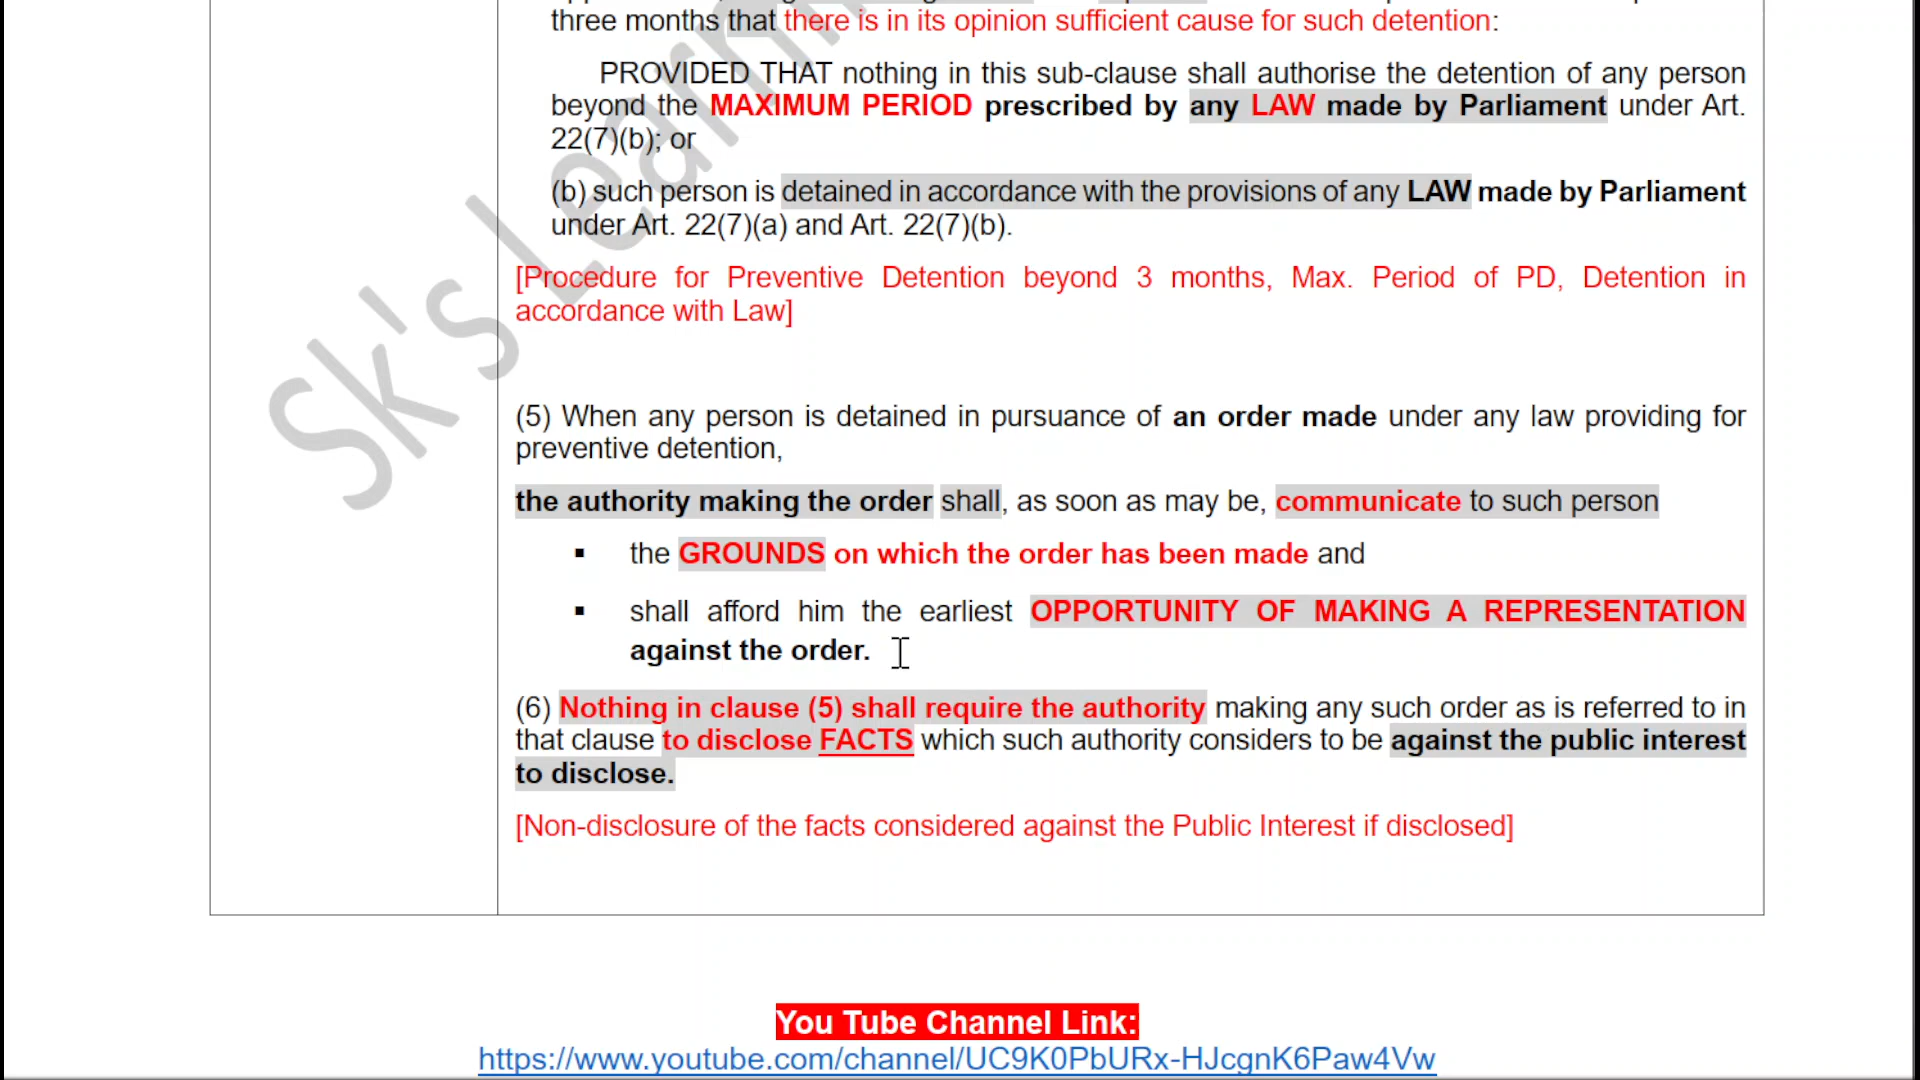 three months that there is in its opinion sufficient cause for such detention:
PROVIDED THAT nothing in this sub-clause shall authorise the detention of any person
beyond the MAXIMUM PERIOD prescribed by any LAW made by Parliament under Art.
22(7)(b); or
(b) such person is detained in accordance with the provisions of any LAW made by Parliament
under Art. 22(7)(a) and Art. 22(7)(b).
[Procedure for Preventive Detention beyond 3 months, Max. Period of PD, Detention in
accordance with Law]
Sk's Learn
(5) When any person is detained in pursuance of an order made under any law providing for
preventive detention,
the authority making the order shall, as soon as may be, communicate to such person
▪ the GROUNDS on which the order has been made and
▪ shall afford him the earliest OPPORTUNITY OF MAKING A REPRESENTATION
against the order.
(6) Nothing in clause (5) shall require the authority making any such order as is referred to in
that clause to disclose FACTS which such authority considers to be against the public interest
to disclose.
[Non-disclosure of the facts considered against the Public Interest if disclosed]
You Tube Channel Link:
https://www.youtube.com/channel/UC9K0PbURx-HJcgnK6Paw4Vw